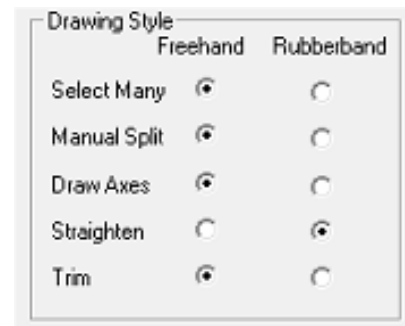 Drawing Style
Freehand Rubberband
Select Many
Manual Split
Draw Axes
Straighten
Trim